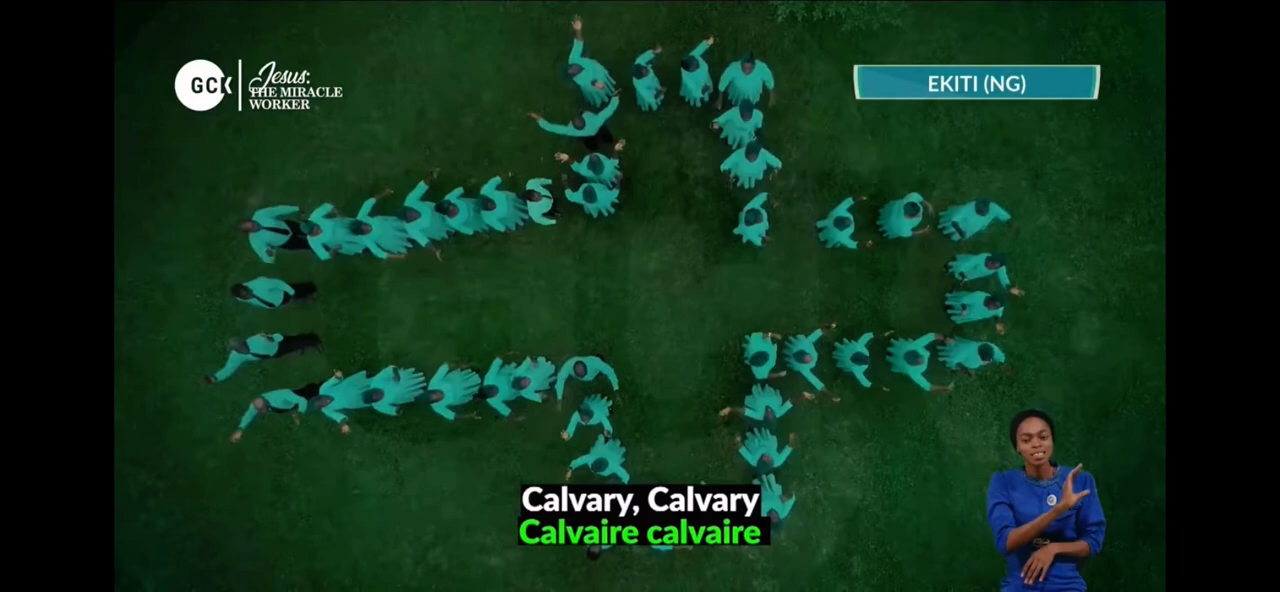 GCK
Jesus:
THE MIRACLE
WORKER
EKITI (NG)
Calvary, Calvary
Calvaire calvaire